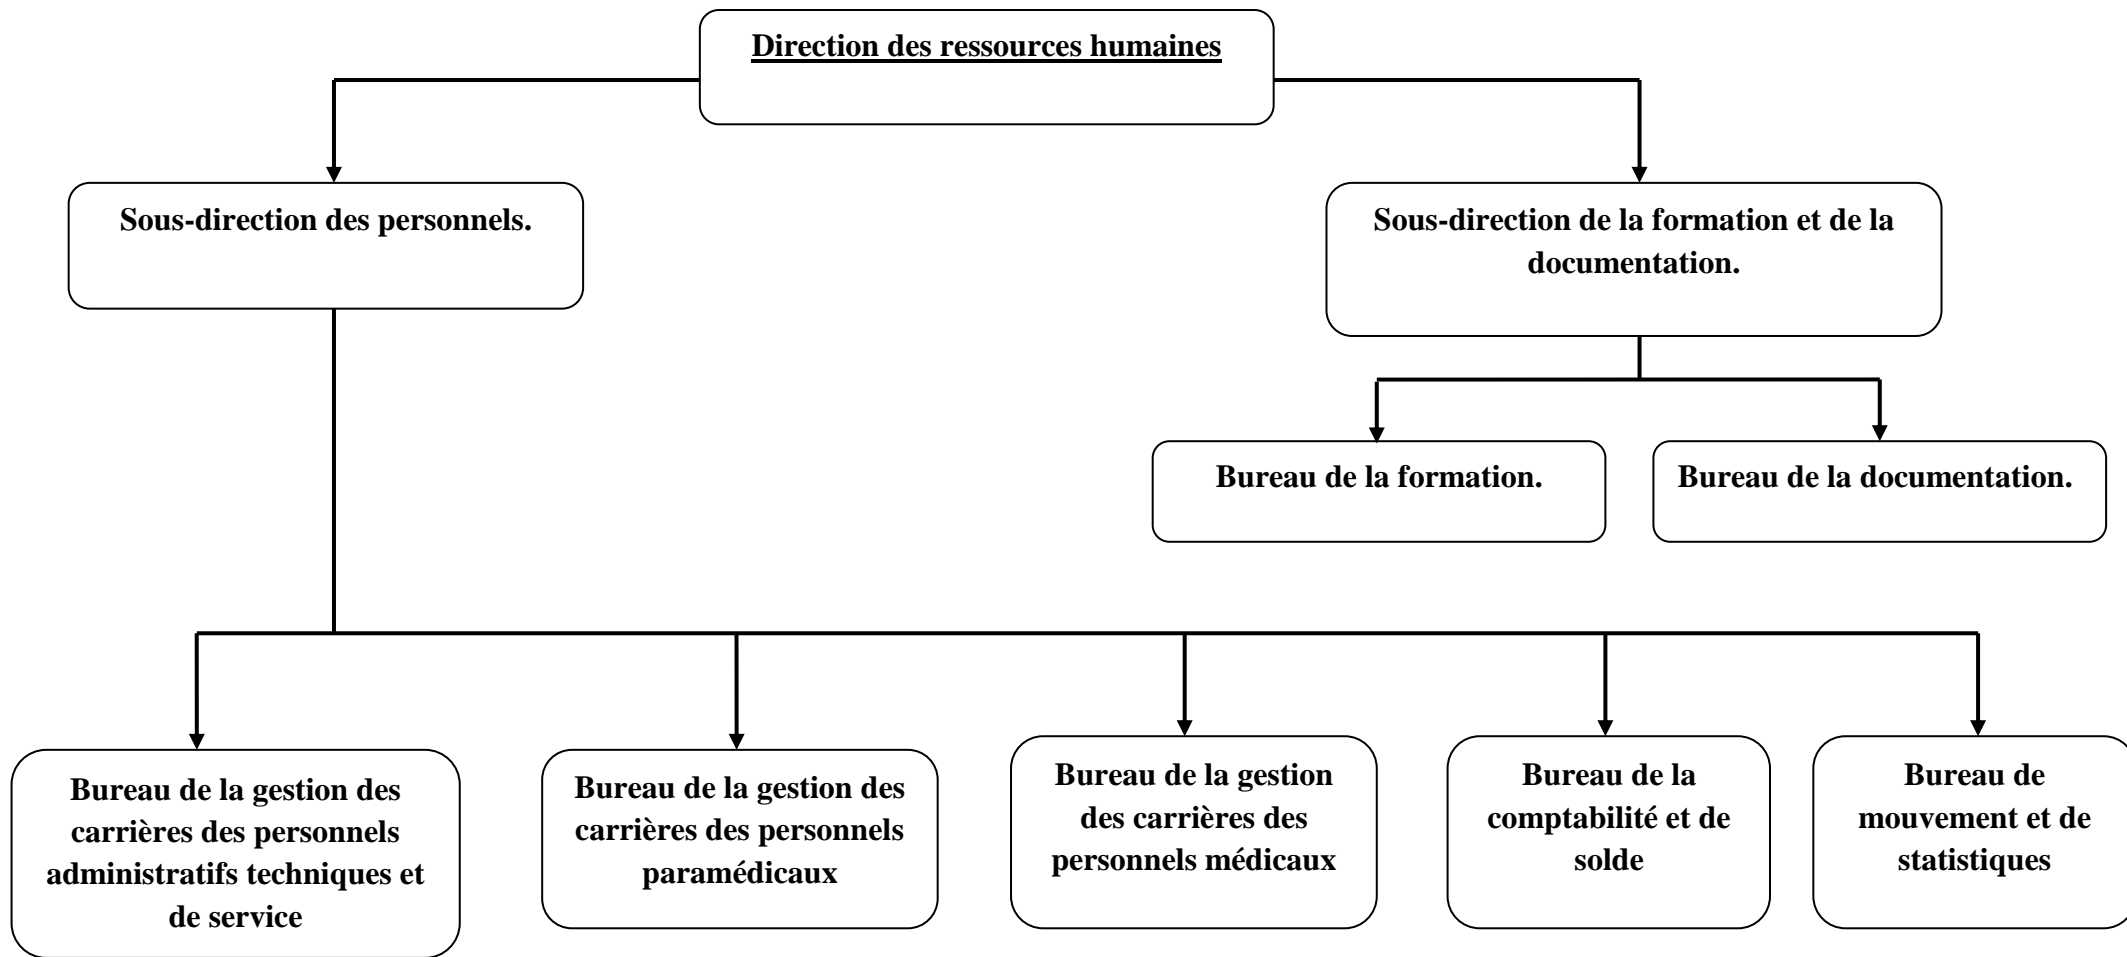 Direction des ressources humaines
Sous-direction des personnels.
Sous-direction de la formation et de la
documentation.
Bureau de la formation.
Bureau de la documentation.
Bureau de la gestion des
carrières des personnels
administratifs techniques et
de service
Bureau de la gestion des
carrières des personnels
paramédicaux
Bureau de la gestion
des carrières des
personnels médicaux
Bureau de la
comptabilité et de
solde
Bureau de
mouvement et de
statistiques